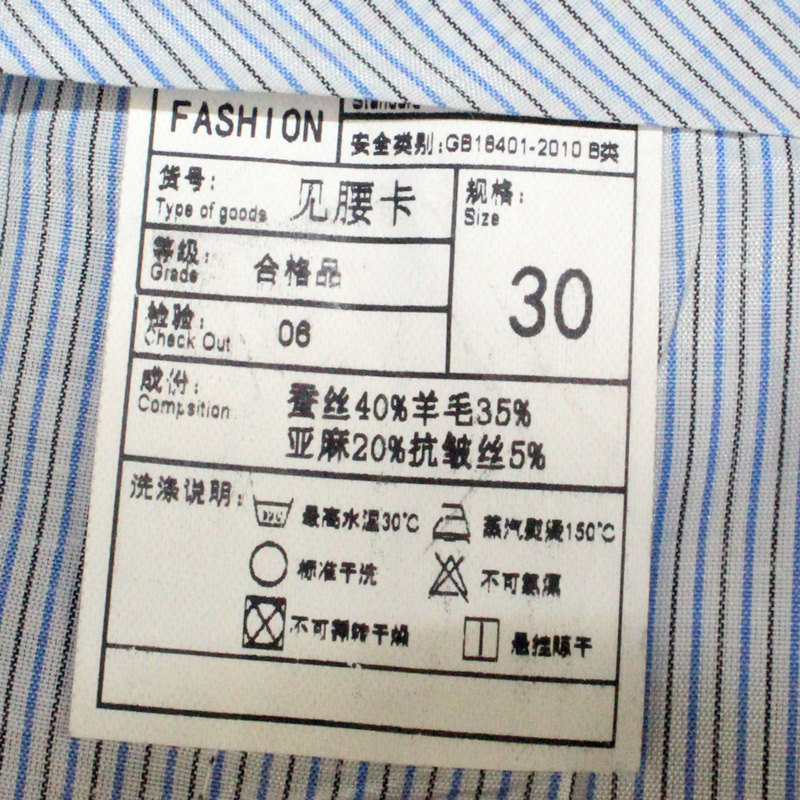 FASHION
Standard
安全类别:GB18401-2010 B类
货号:
Type of goods
见腰卡
规格:
Size
30
等级:
Grade
合格品
检验:
Check Out
06
成份:
Compsition
蚕丝40%羊毛35%
亚麻20%抗皱丝5%
洗涤说明:
最高水温30℃
蒸汽熨烫150℃
标准干洗
不可氯漂
不可翻转干燥
悬挂晾干